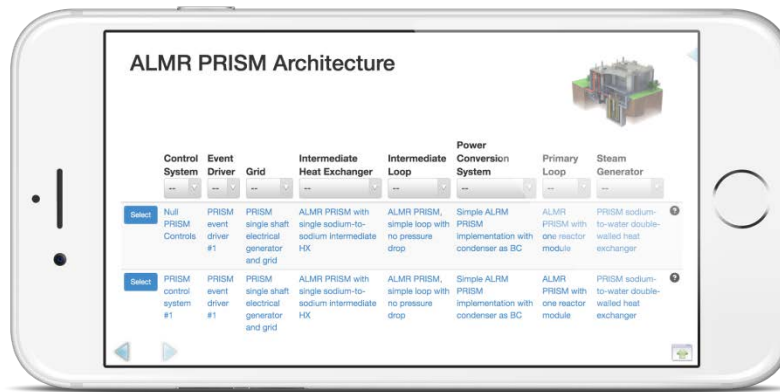 ALMR PRISM Architecture
Control System
Event Driver
Grid
Intermediate Heat Exchanger
Intermediate Loop
Power Conversion System
Primary Loop
Steam Generator
-- -- -- -- -- -- -- --
Select
Null PRISM Controls
PRISM event driver #1
PRISM single shaft electrical generator and grid
ALMR PRISM with single sodium-to-sodium intermediate HX
ALMR PRISM, simple loop with no pressure drop
Simple ALRM PRISM implementation with condenser as BC
ALMR PRISM with one reactor module
PRISM sodium-to-water double-walled heat exchanger
?
Select
PRISM control system #1
PRISM event driver #1
PRISM single shaft electrical generator and grid
ALMR PRISM with single sodium-to-sodium intermediate HX
ALMR PRISM, simple loop with no pressure drop
Simple ALRM PRISM implementation with condenser as BC
ALMR PRISM with one reactor module
PRISM sodium-to-water double-walled heat exchanger
?